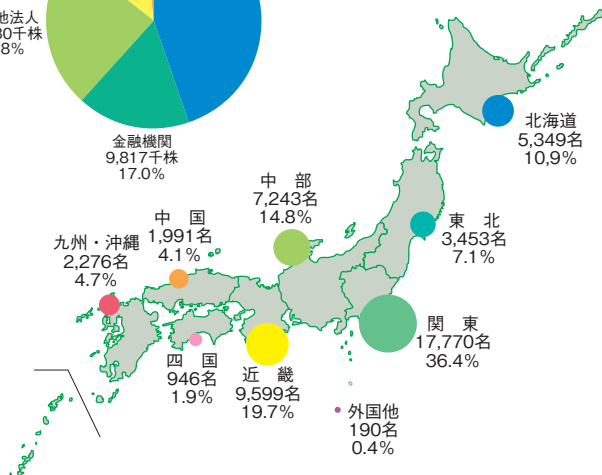 他法人
30千株
8%
金融機関
9,817千株
17.0%
北海道
5,349名
10,9%
中　部
7,243名
14.8%
東　北
3,453名
7.1%
中　国
1,991名
4.1%
九州・沖縄
2,276名
4.7%
関　東
17,770名
36.4%
四　国
946名
1.9%
近　畿
9,599名
19.7%
外国他
190名
0.4%